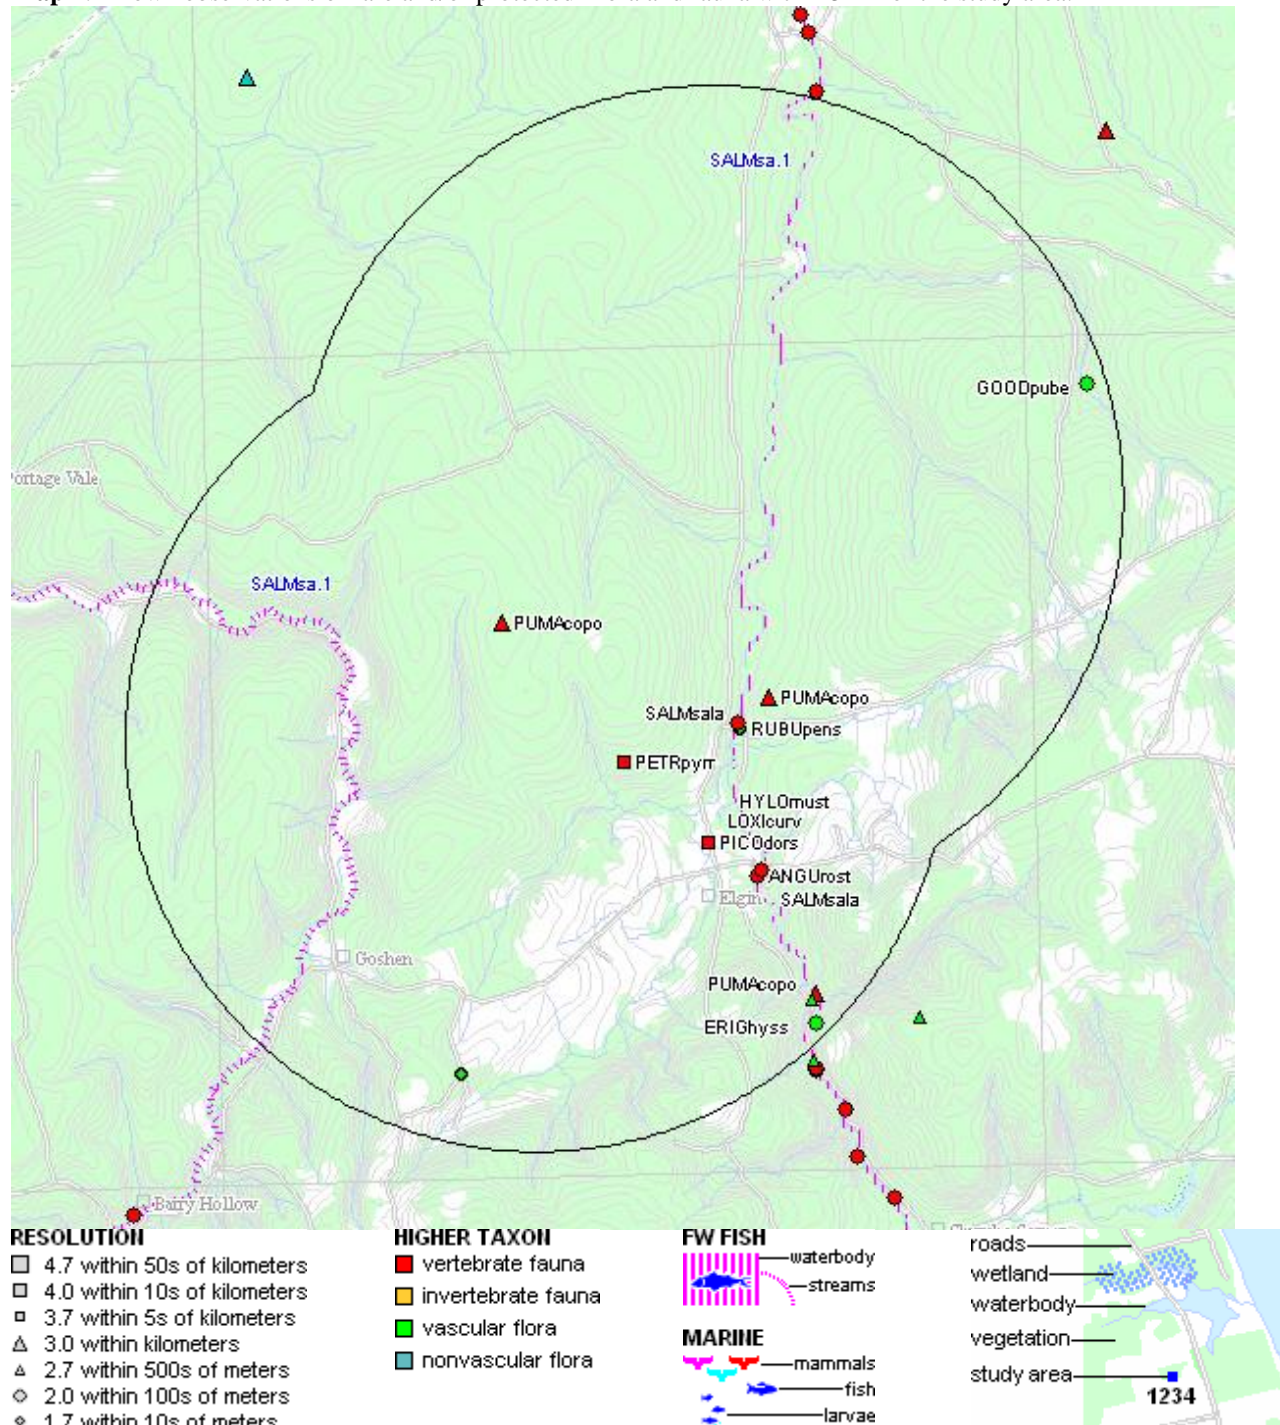 SALMsa.1
GOODpube
ortage Vale
SALMsa.1
PUMAcopo
PUMAcopo
SALMsala
RUBUpens
PETRpyrr
HYLOmust
LOXIcurv
PICOdors
ANGUrost
Elgin
SALMsala
Goshen
PUMAcopo
ERIGhyss
Barry Hollow
RESOLUTION
4.7 within 50s of kilometers
4.0 within 10s of kilometers
3.7 within 5s of kilometers
3.0 within kilometers
2.7 within 500s of meters
2.0 within 100s of meters
1.7 within 10s of meters
HIGHER TAXON
vertebrate fauna
invertebrate fauna
vascular flora
nonvascular flora
FW FISH
waterbody
streams
MARINE
mammals
fish
larvae
roads
wetland
waterbody
vegetation
study area
1234